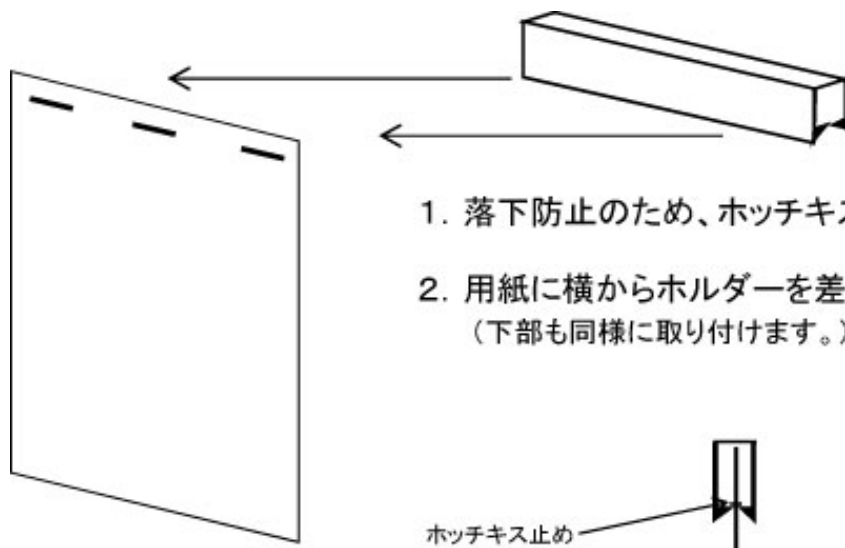 1. 落下防止のため、ホッチキス
2. 用紙に横からホルダーを差
（下部も同様に取り付けます。）
ホッチキス止め